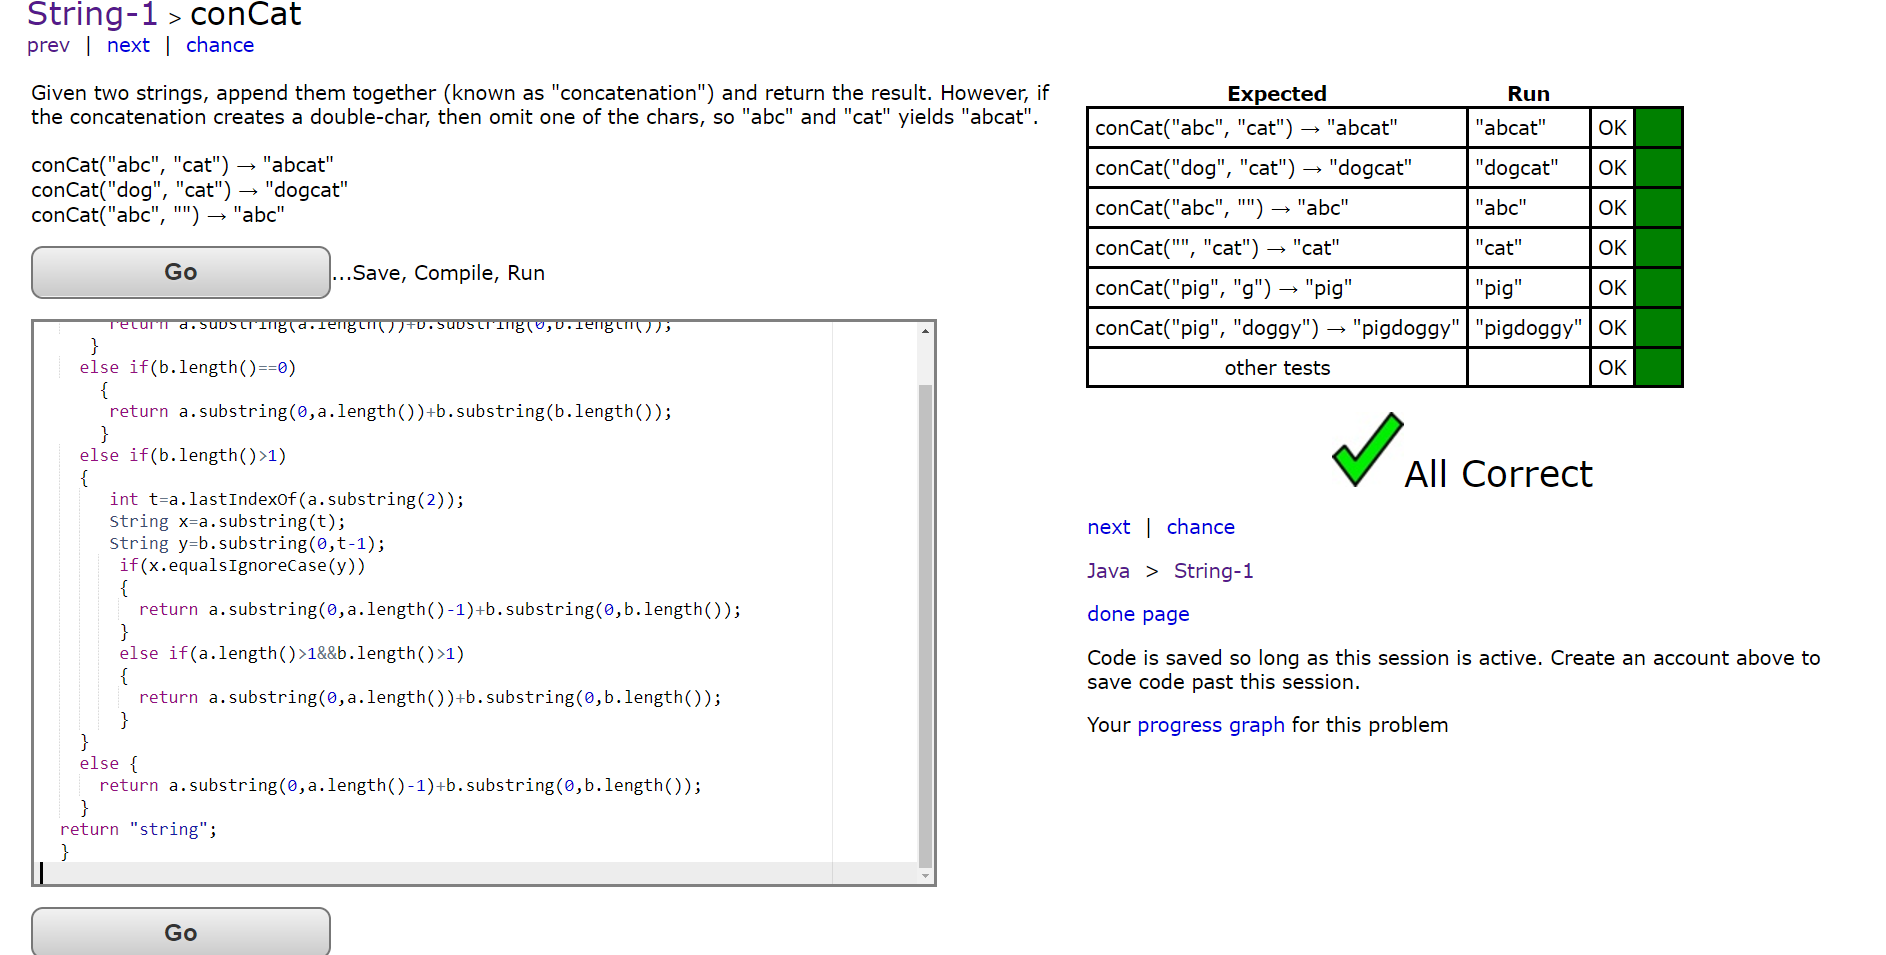 String-1 > conCat
prev | next | chance
Given two strings, append them together (known as "concatenation") and return the result. However, if
the concatenation creates a double-char, then omit one of the chars, so "abc" and "cat" yields "abcat".
conCat("abc", "cat") → "abcat"
conCat("dog", "cat") → "dogcat"
conCat("abc", "") → "abc"
Go ...Save, Compile, Run
return a.substring(a.length())+b.substring(0,b.length());
}
else if(b.length()==0)
{
return a.substring(0,a.length())+b.substring(b.length());
}
else if(b.length()>1)
{
int t=a.lastIndexOf(a.substring(2));
String x=a.substring(t);
String y=b.substring(0,t-1);
if(x.equalsIgnoreCase(y))
{
return a.substring(0,a.length()-1)+b.substring(0,b.length());
}
else if(a.length()>1&&b.length()>1)
{
return a.substring(0,a.length())+b.substring(0,b.length());
}
}
else {
return a.substring(0,a.length()-1)+b.substring(0,b.length());
}
return "string";
}
Go
Expected Run
conCat("abc", "cat") → "abcat" "abcat" OK
conCat("dog", "cat") → "dogcat" "dogcat" OK
conCat("abc", "") → "abc" "abc" OK
conCat("", "cat") → "cat" "cat" OK
conCat("pig", "g") → "pig" "pig" OK
conCat("pig", "doggy") → "pigdoggy" "pigdoggy" OK
other tests OK
All Correct
next | chance
Java > String-1
done page
Code is saved so long as this session is active. Create an account above to
save code past this session.
Your progress graph for this problem